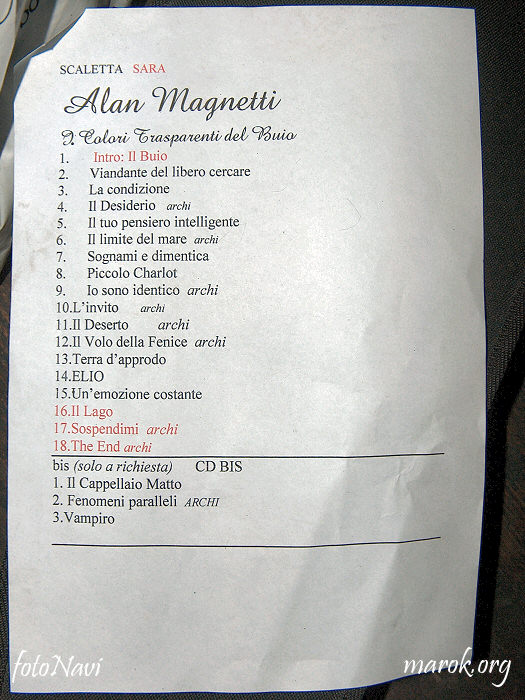 SCALETTA SARA
Alan Magnetti
I Colori Trasparenti del Buio
1. Intro: Il Buio
2. Viandante del libero cercare
3. La condizione
4. Il Desiderio archi
5. Il tuo pensiero intelligente
6. Il limite del mare archi
7. Sognami e dimentica
8. Piccolo Charlot
9. Io sono identico archi
10.L'invito archi
11.Il Deserto archi
12.Il Volo della Fenice archi
13.Terra d'approdo
14.ELIO
15.Un'emozione costante
16.Il Lago
17.Sospendimi archi
18.The End archi
bis (solo a richiesta) CD BIS
1. Il Cappellaio Matto
2. Fenomeni paralleli ARCHI
3.Vampiro
fotoNavi
marok.org